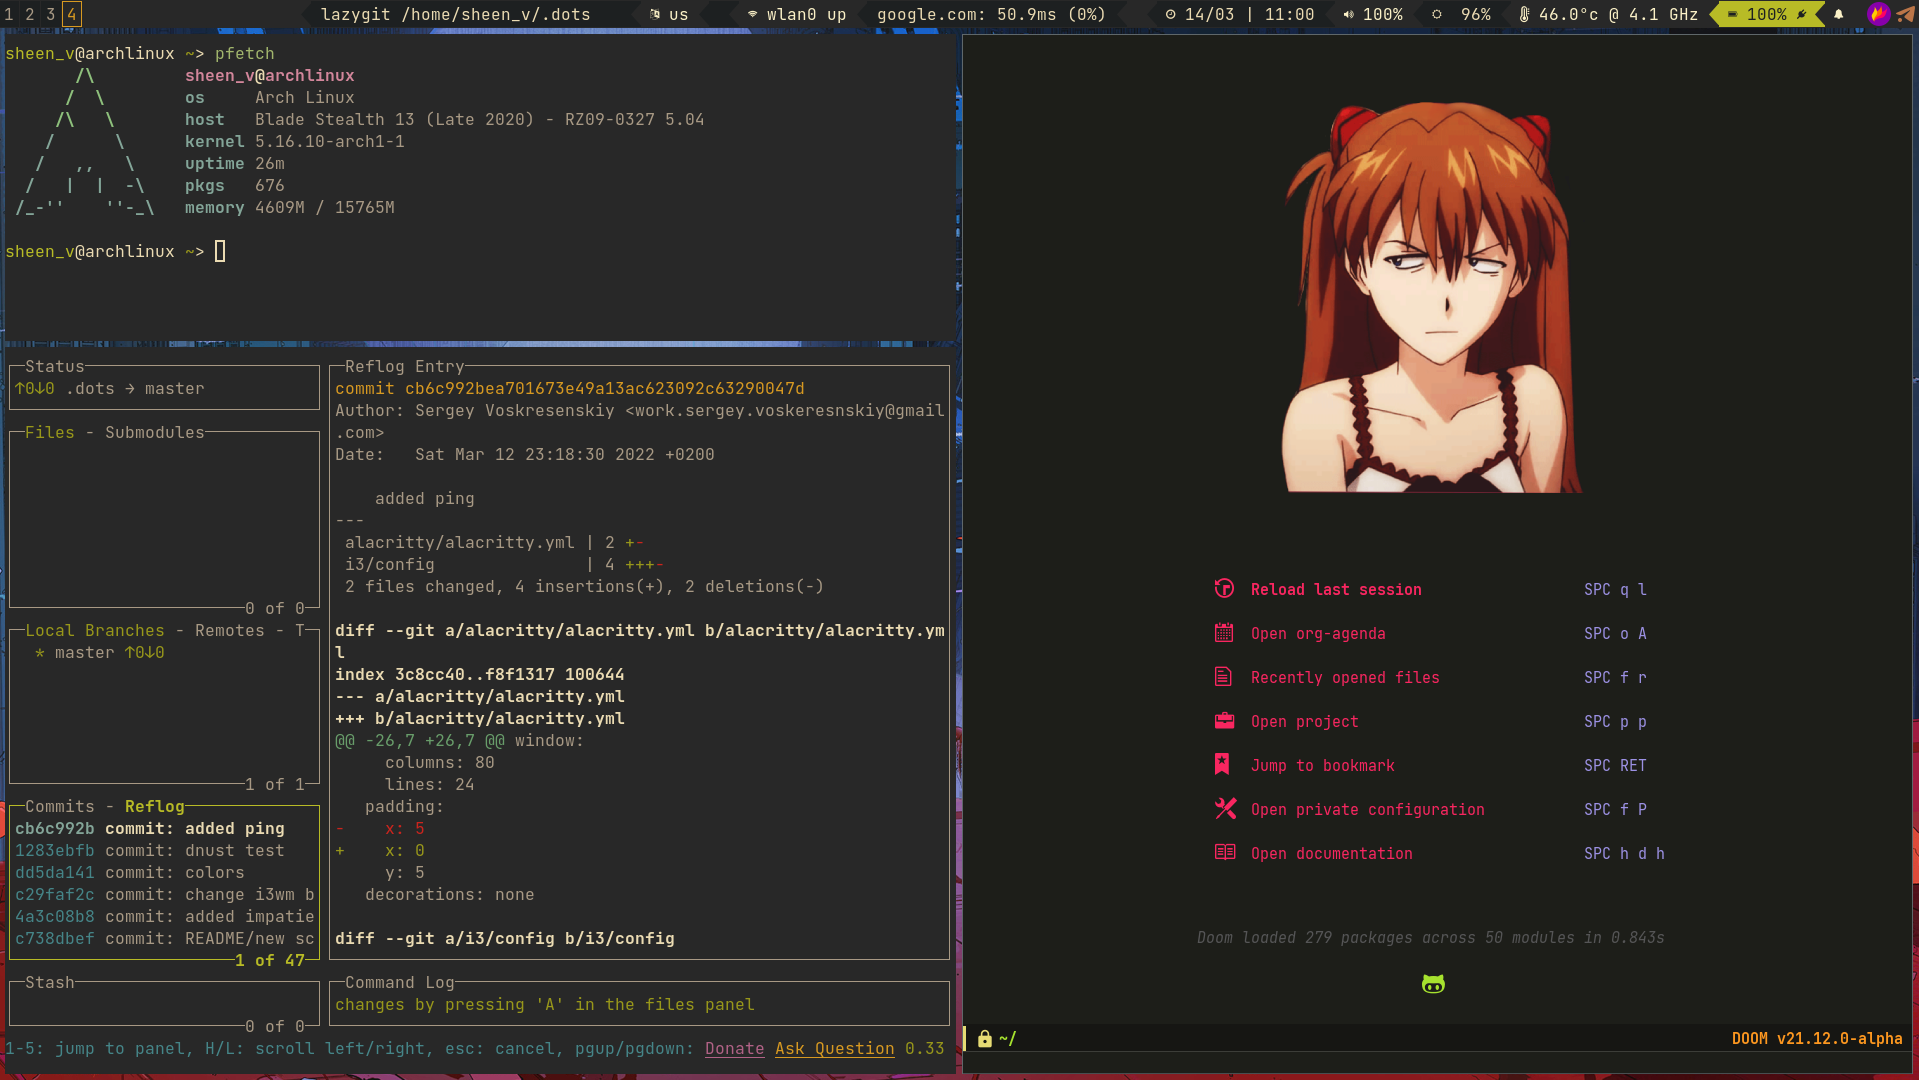 1 2 3 4 lazygit /home/sheen_v/.dots us wlan0 up google.com: 50.9ms (0%) 14/03 | 11:00 100% 96% 46.0°c @ 4.1 GHz 100%
sheen_v@archlinux ~> pfetch
/\ sheen_v@archlinux
/ \ os Arch Linux
/\ \ host Blade Stealth 13 (Late 2020) - RZ09-0327 5.04
/ \ kernel 5.16.10-arch1-1
/ ,, \ uptime 26m
/ | | -\ pkgs 676
/_-'' ''-_\ memory 4609M / 15765M
sheen_v@archlinux ~>
Status
↑0↓0 .dots → master
Files - Submodules
0 of 0
Local Branches - Remotes - T
* master ↑0↓0
1 of 1
Commits - Reflog
cb6c992b commit: added ping
1283ebfb commit: dnust test
dd5da141 commit: colors
c29faf2c commit: change i3wm b
4a3c08b8 commit: added impatie
c738dbef commit: README/new sc
1 of 47
Stash
0 of 0
Reflog Entry
commit cb6c992bea701673e49a13ac623092c63290047d
Author: Sergey Voskresenskiy <work.sergey.voskeresnskiy@gmail
.com>
Date:   Sat Mar 12 23:18:30 2022 +0200
added ping
---
alacritty/alacritty.yml | 2 +-
i3/config               | 4 +++-
2 files changed, 4 insertions(+), 2 deletions(-)
diff --git a/alacritty/alacritty.yml b/alacritty/alacritty.ym
l
index 3c8cc40..f8f1317 100644
--- a/alacritty/alacritty.yml
+++ b/alacritty/alacritty.yml
@@ -26,7 +26,7 @@ window:
columns: 80
lines: 24
padding:
-    x: 5
+    x: 0
y: 5
decorations: none
diff --git a/i3/config b/i3/config
Command Log
changes by pressing 'A' in the files panel
1-5: jump to panel, H/L: scroll left/right, esc: cancel, pgup/pgdown: Donate Ask Question 0.33
Reload last session SPC q l
Open org-agenda SPC o A
Recently opened files SPC f r
Open project SPC p p
Jump to bookmark SPC RET
Open private configuration SPC f P
Open documentation SPC h d h
Doom loaded 279 packages across 50 modules in 0.843s
~/ DOOM v21.12.0-alpha